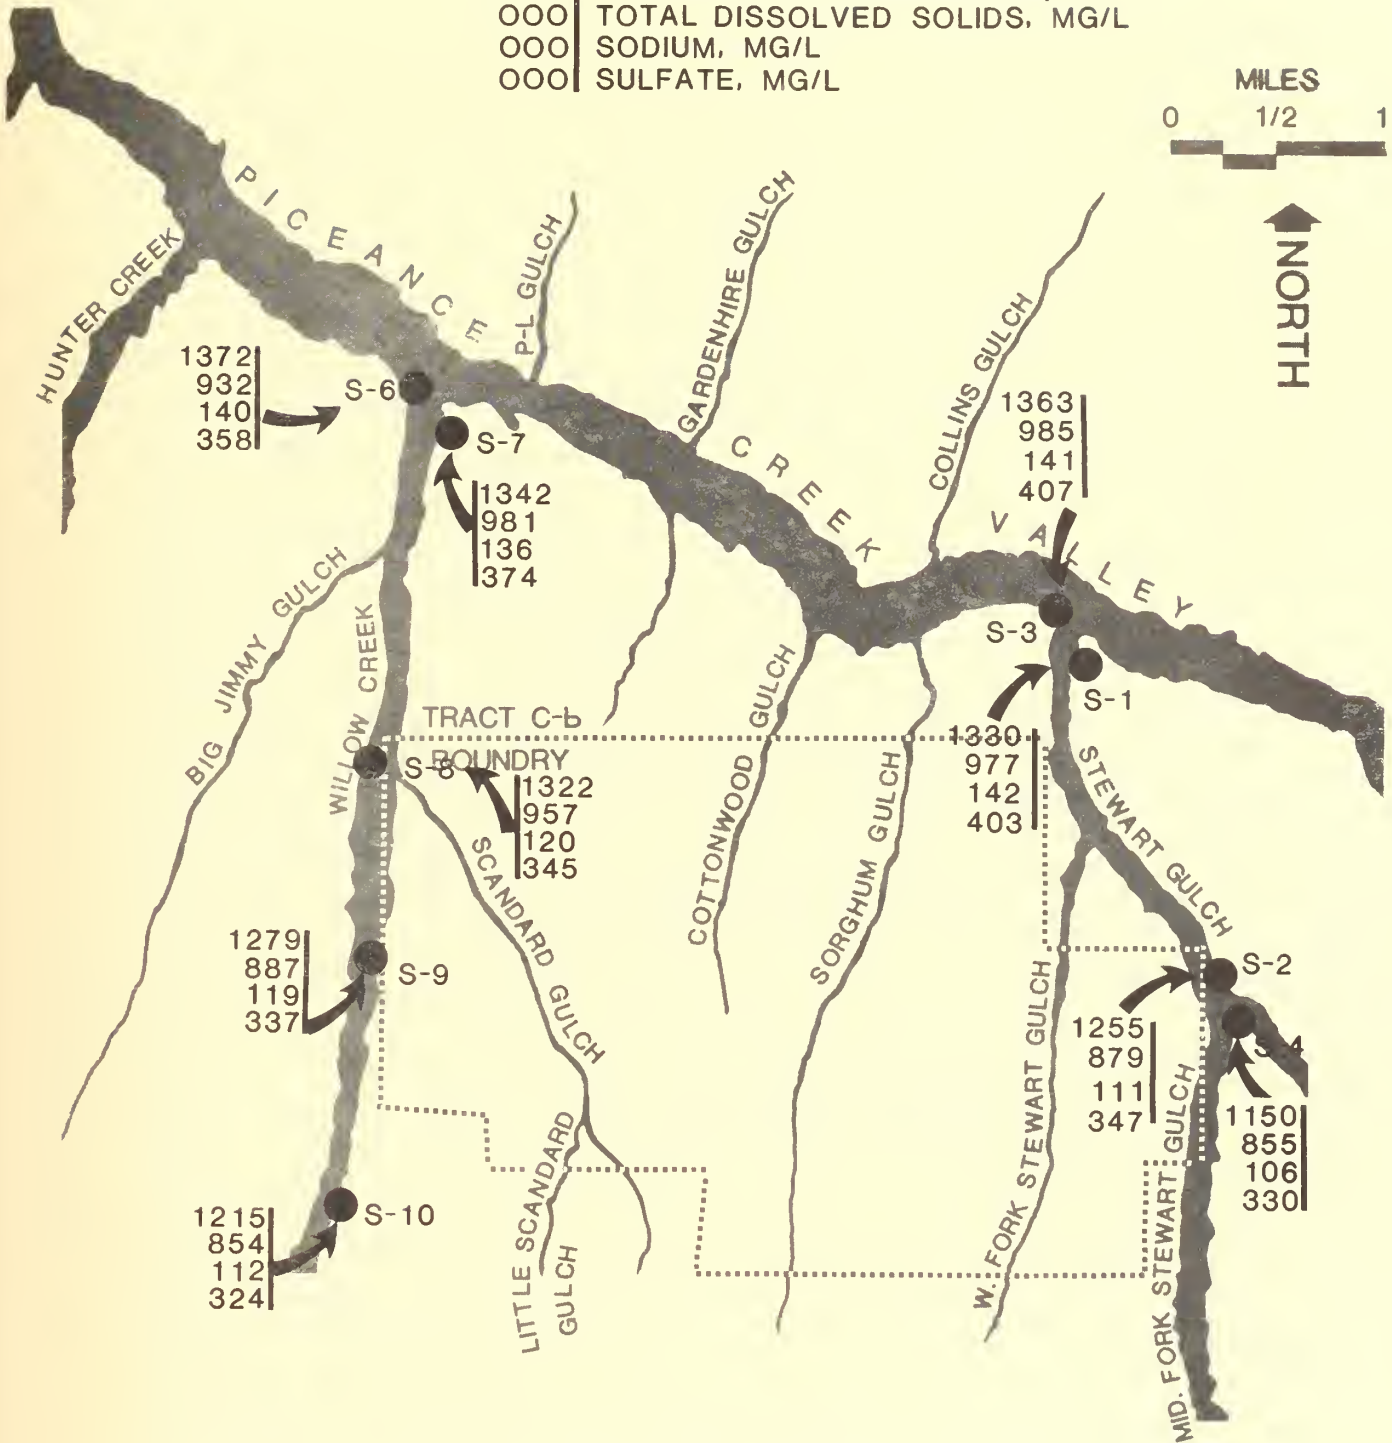 OOO TOTAL DISSOLVED SOLIDS, MG/L
OOO SODIUM, MG/L
OOO SULFATE, MG/L
MILES
0 1/2 1
NORTH
PICEANCE CREEK VALLEY
HUNTER CREEK
P-L GULCH
GARDENHIRE GULCH
COLLINS GULCH
1372
932
140
358
S-6
S-7
1342
981
136
374
1363
985
141
407
S-3
S-1
1330
977
142
403
BIG JIMMY GULCH
WILLOW CREEK
TRACT C-b
BOUNDRY
S-8
1322
957
120
345
SCANDARD GULCH
COTTONWOOD GULCH
SORGHUM GULCH
STEWART GULCH
1279
887
119
337
S-9
S-2
1255
879
111
347
S-4
1150
855
106
330
1215
854
112
324
S-10
LITTLE SCANDARD
GULCH
W. FORK STEWART GULCH
MID. FORK STEWART GULCH